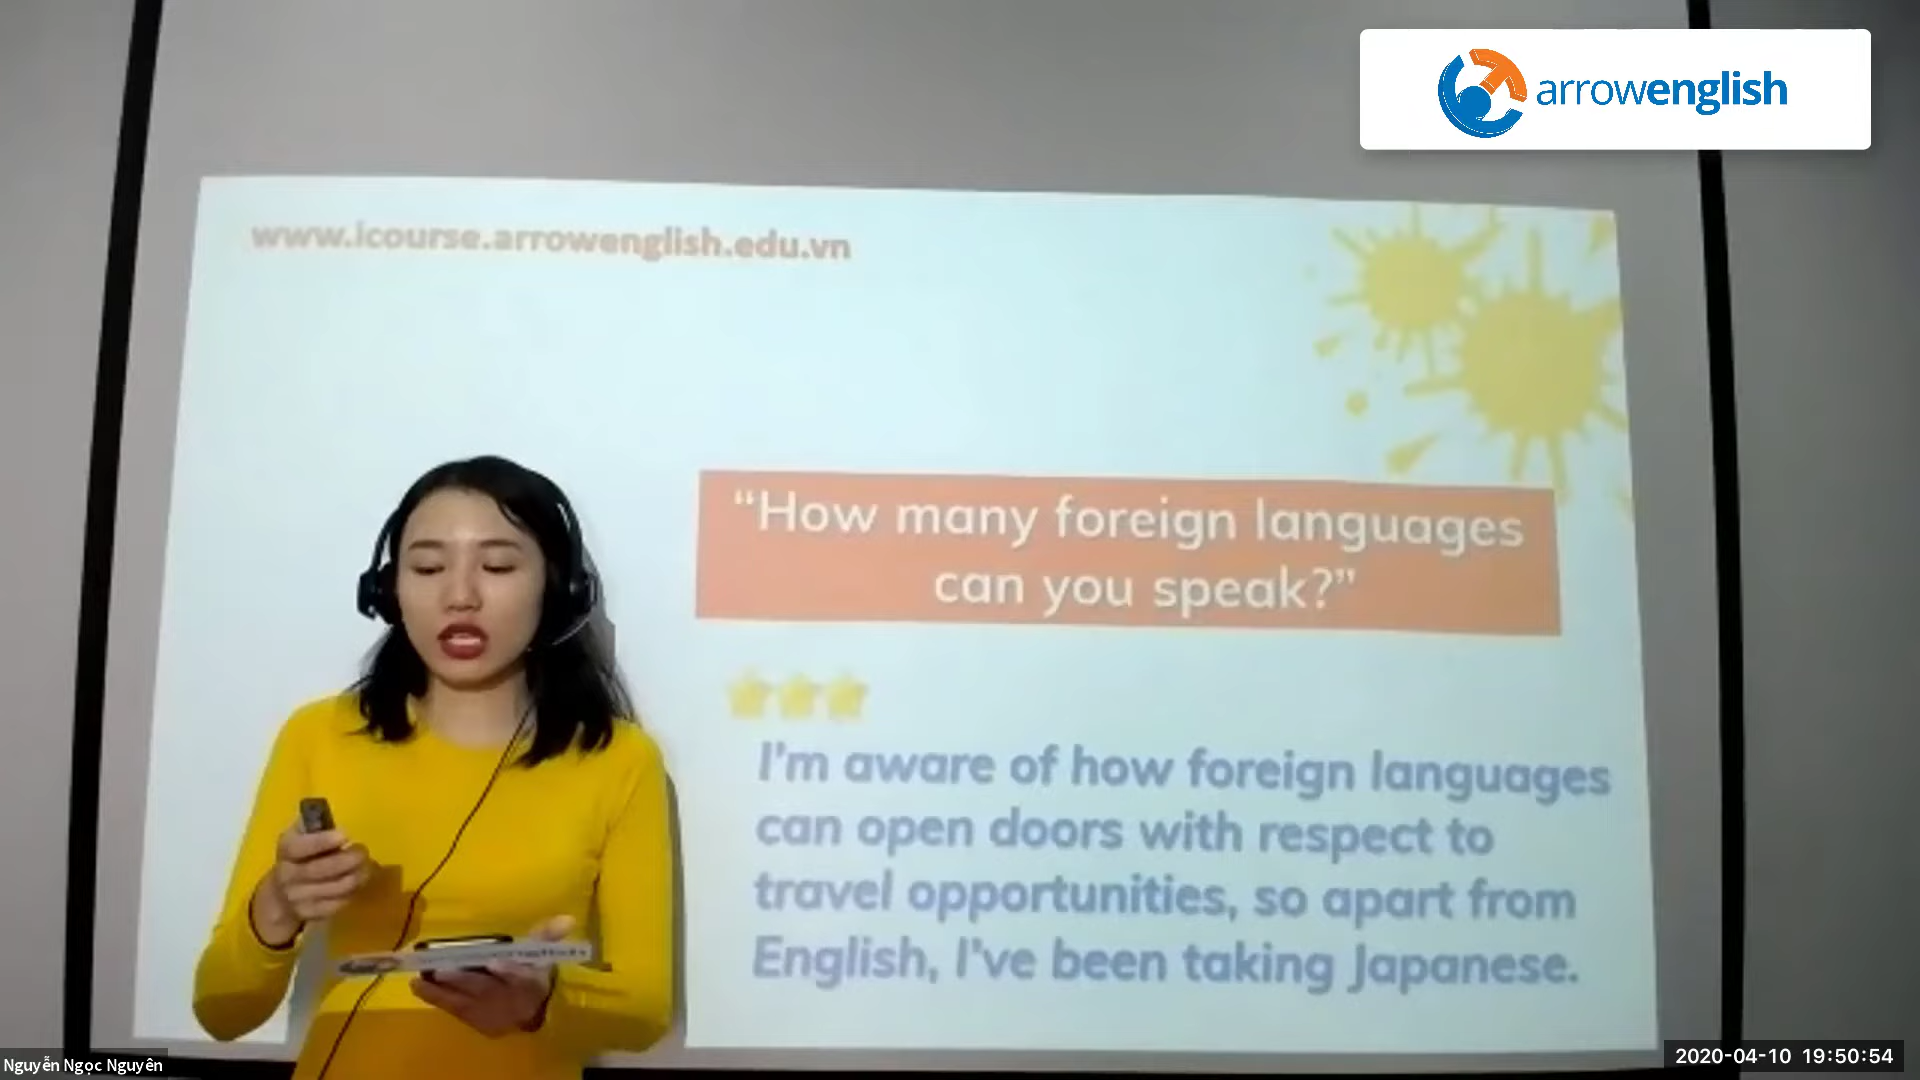 arrowenglish
www.icourse.arrowenglish.edu.vn
“How many foreign languages
can you speak?”
I'm aware of how foreign languages
can open doors with respect to
travel opportunities, so apart from
English, I've been taking Japanese.
Nguyễn Ngọc Nguyên
2020-04-10 19:50:54